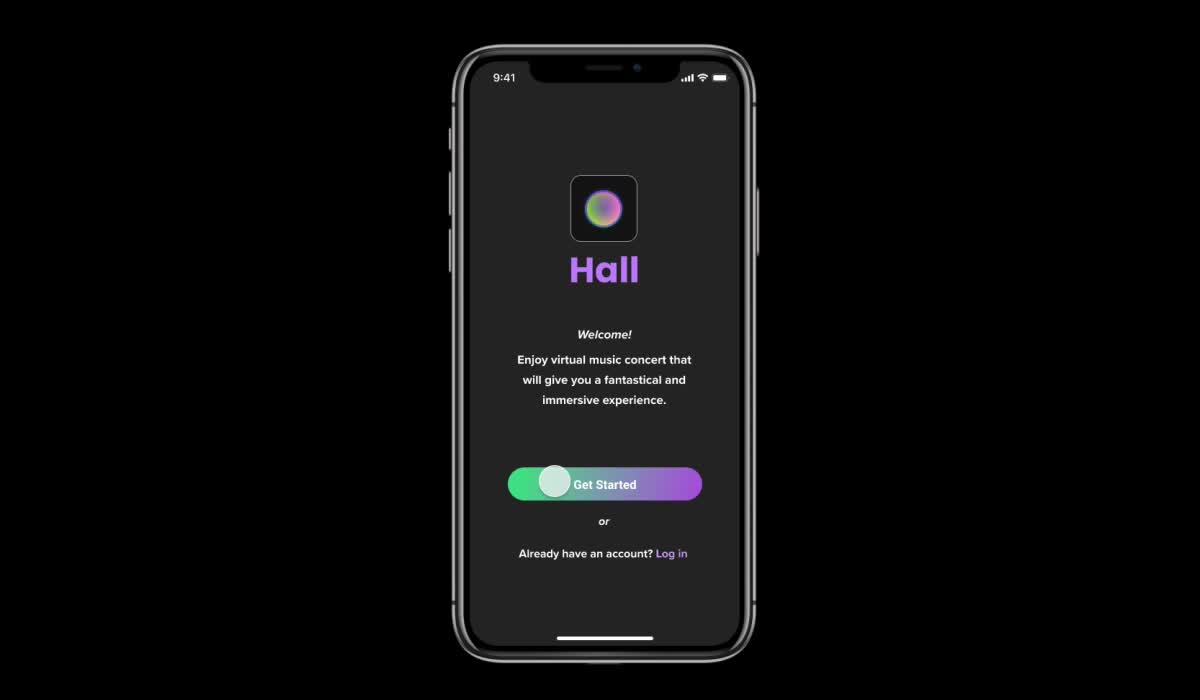 9:41
Hall
Welcome!
Enjoy virtual music concert that
will give you a fantastical and
immersive experience.
Get Started
or
Already have an account? Log in